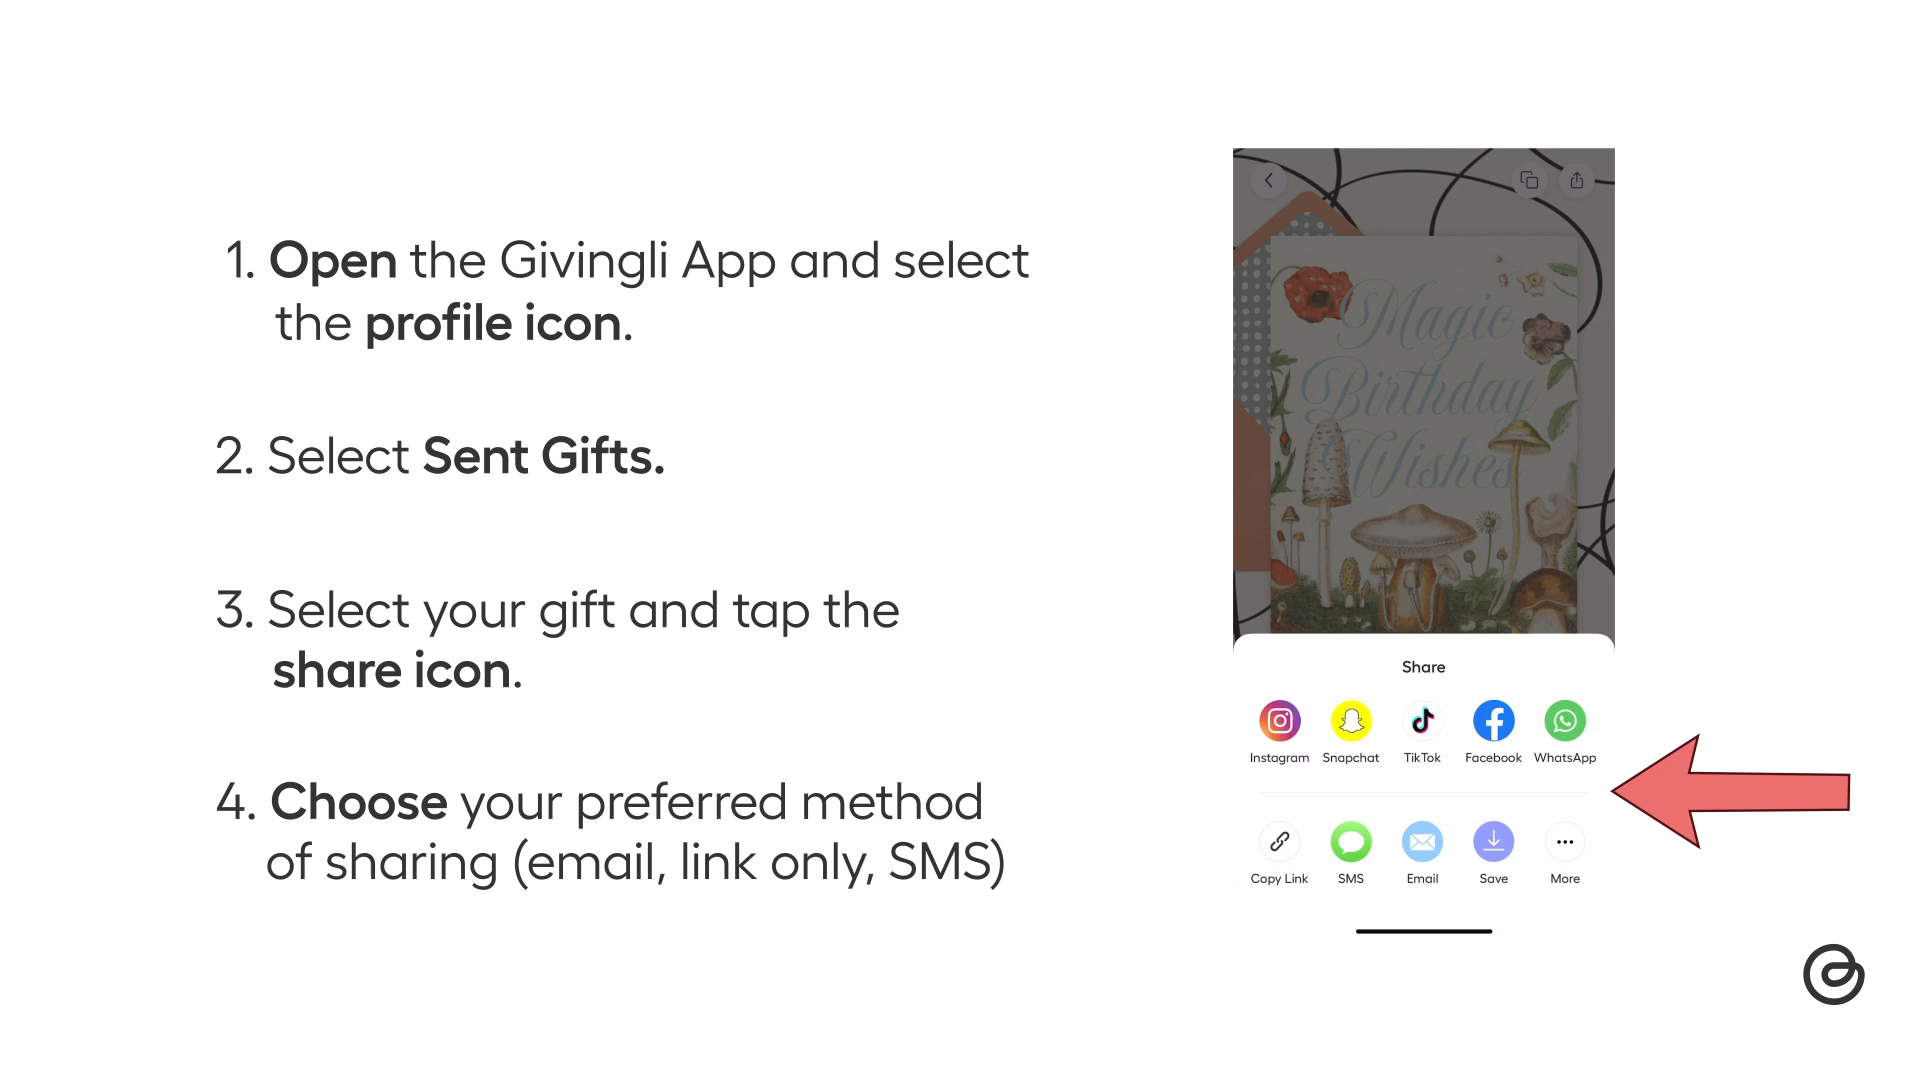 1. Open the Givingli App and select
the profile icon.
2. Select Sent Gifts.
3. Select your gift and tap the
share icon.
4. Choose your preferred method
of sharing (email, link only, SMS)
Magic
Birthday
Wishes
Share
Instagram Snapchat TikTok Facebook WhatsApp
Copy Link SMS Email Save More